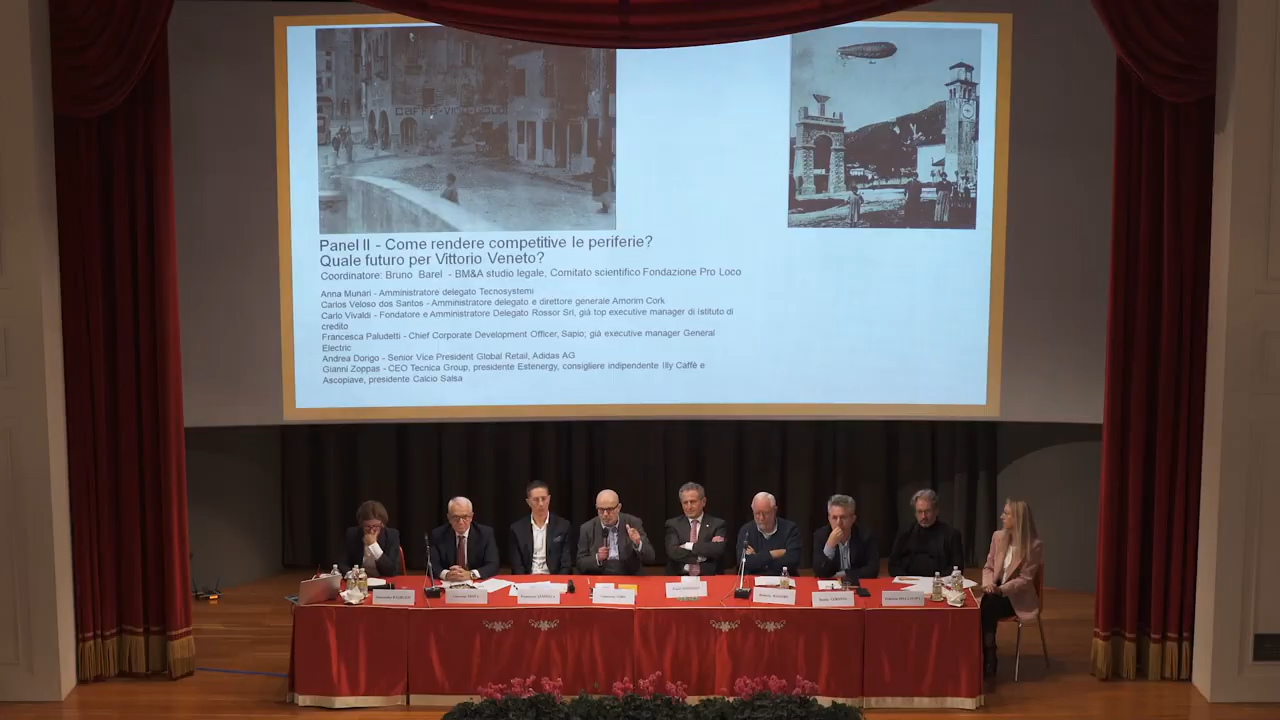 CAFFÈ
Panel II - Come rendere competitive le periferie?
Quale futuro per Vittorio Veneto?
Coordinatore: Bruno Barel - BM&A studio legale, Comitato scientifico Fondazione Pro Loco
Anna Munari - Amministratore delegato Tecnosystemi
Carlos Veloso dos Santos - Amministratore delegato e direttore generale Amorim Cork
Carlo Vivaldi - Fondatore e Amministratore Delegato Rossor Srl, già top executive manager di istituto di
credito
Francesca Paludetti - Chief Corporate Development Officer, Sapio; già executive manager General
Electric
Andrea Dorigo - Senior Vice President Global Retail, Adidas AG
Gianni Zoppas - CEO Tecnica Group, presidente Estenergy, consigliere indipendente Illy Caffè e
Ascopiave, presidente Calcio Salsa